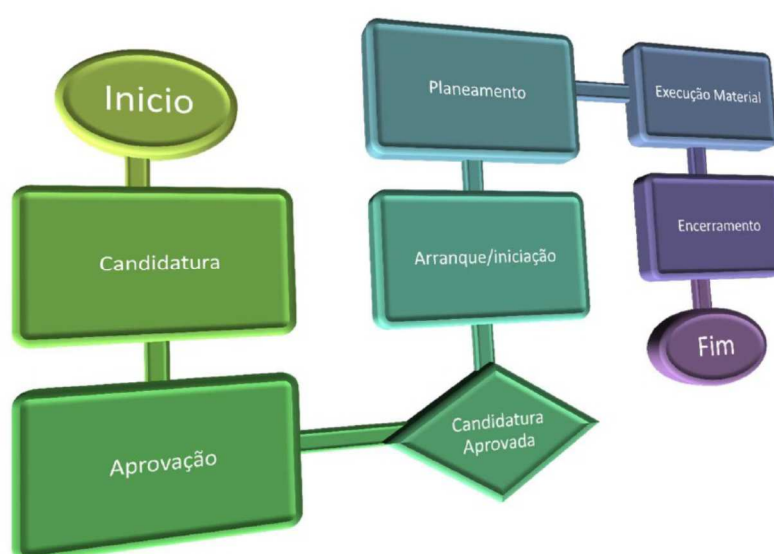 Inicio
Candidatura
Aprovação
Candidatura
Aprovada
Arranque/iniciação
Planeamento
Execução Material
Encerramento
Fim